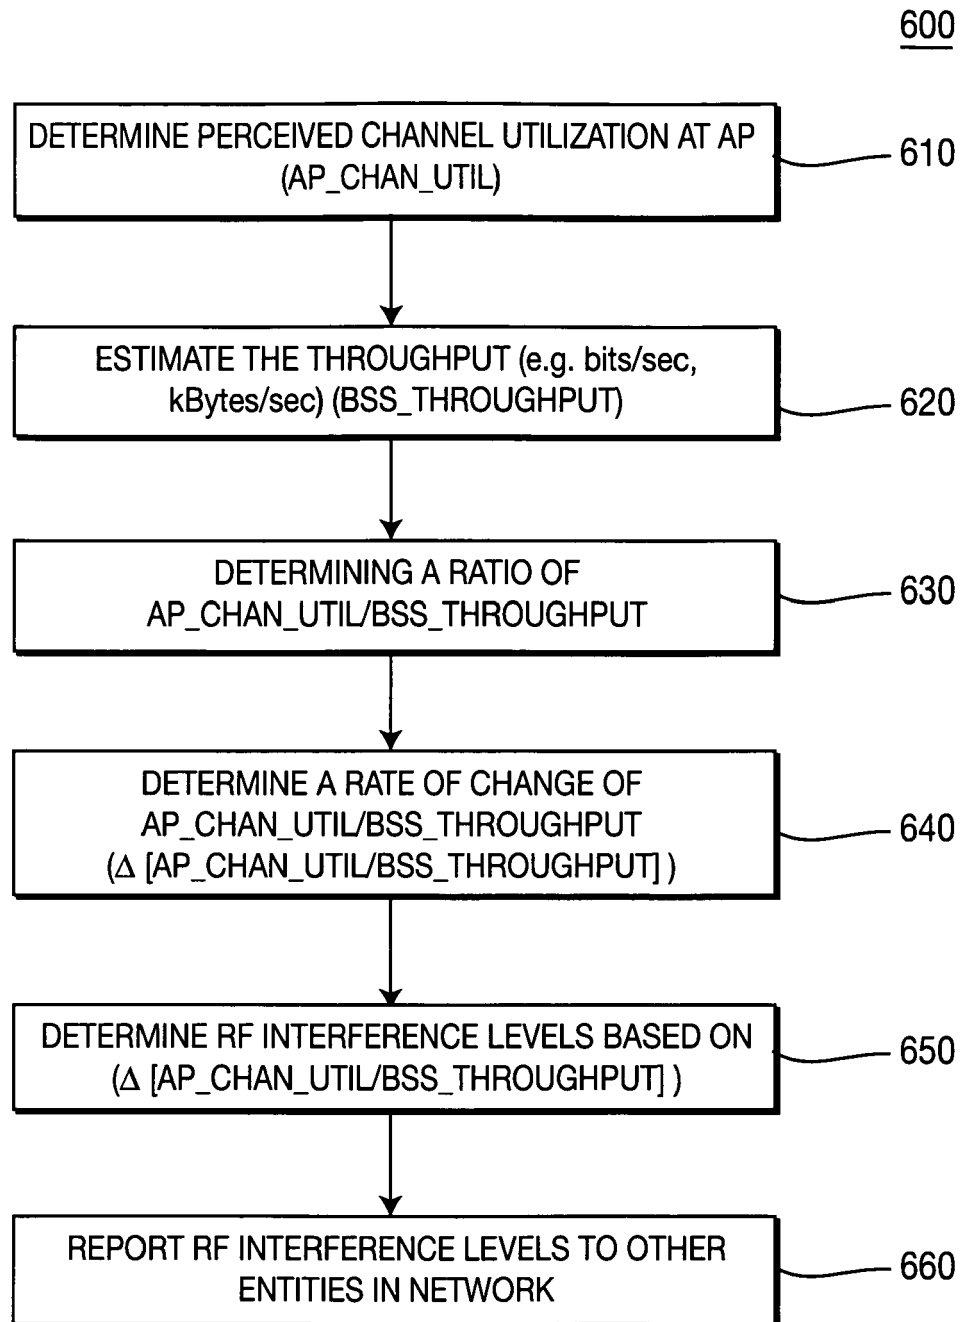 600
DETERMINE PERCEIVED CHANNEL UTILIZATION AT AP
(AP_CHAN_UTIL)
610
ESTIMATE THE THROUGHPUT (e.g. bits/sec,
kBytes/sec) (BSS_THROUGHPUT)
620
DETERMINING A RATIO OF
AP_CHAN_UTIL/BSS_THROUGHPUT
630
DETERMINE A RATE OF CHANGE OF
AP_CHAN_UTIL/BSS_THROUGHPUT
(Δ [AP_CHAN_UTIL/BSS_THROUGHPUT] )
640
DETERMINE RF INTERFERENCE LEVELS BASED ON
(Δ [AP_CHAN_UTIL/BSS_THROUGHPUT] )
650
REPORT RF INTERFERENCE LEVELS TO OTHER
ENTITIES IN NETWORK
660